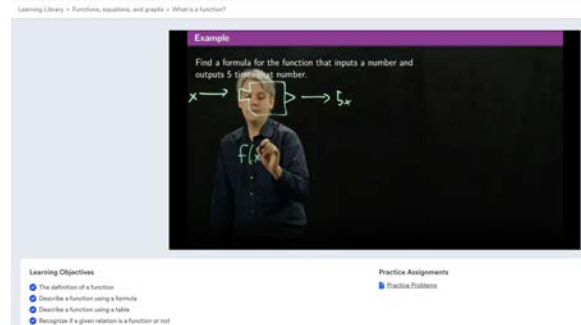 Learning Library > Functions, equations, and graphs > What is a function?
Example
Find a formula for the function that inputs a number and
outputs 5 times that number.
x → → 5x
f(x
Learning Objectives
The definition of a function
Describe a function using a formula
Describe a function using a table
Recognize if a given relation is a function or not
Practice Assignments
Practice Problems